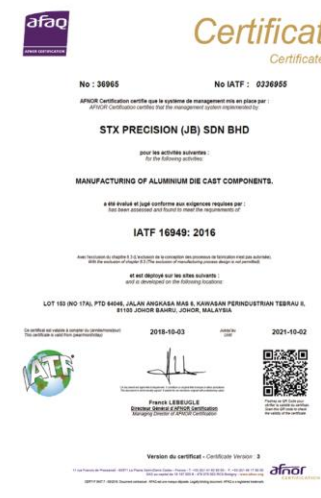 afaq
AFNOR CERTIFICATION
Certificat
Certificate
No : 36965
No IATF : 0336955
AFNOR Certification certifie que le système de management mis en place par :
AFNOR Certification certifies that the management system implemented by:
STX PRECISION (JB) SDN BHD
pour les activités suivantes :
for the following activities:
MANUFACTURING OF ALUMINIUM DIE CAST COMPONENTS.
a été évalué et jugé conforme aux exigences requises par :
has been assessed and found to meet the requirements of:
IATF 16949: 2016
et est déployé sur les sites suivants :
and is developed on the following locations:
LOT 153 (NO 17A), PTD 64046, JALAN ANGKASA MAS 6, KAWASAN PERINDUSTRIAN TEBRAU II,
81100 JOHOR BAHRU, JOHOR, MALAYSIA
2018-10-03
2021-10-02
IATF
Franck LEBEUGLE
Directeur Général d'AFNOR Certification
Managing Director of AFNOR Certification
Version du certificat - Certificate Version : 3
afnor
CERTIFICATION